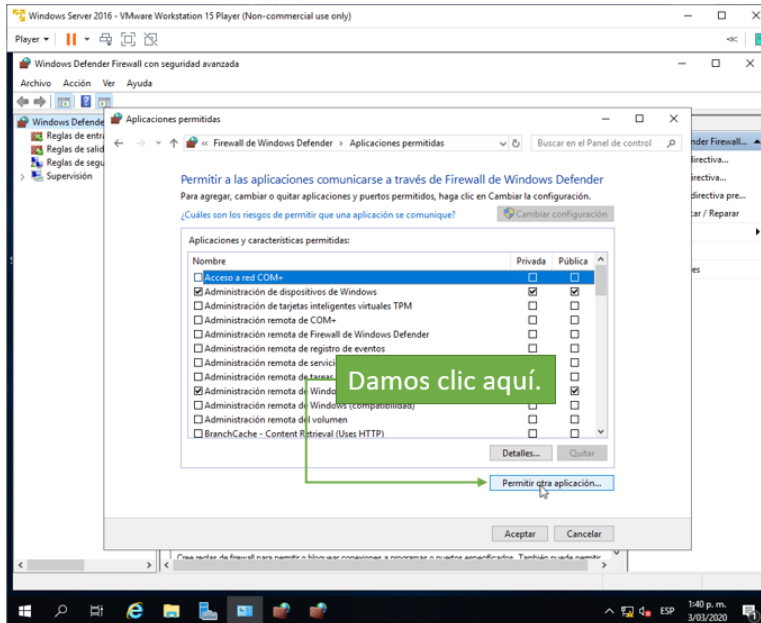 Windows Server 2016 - VMware Workstation 15 Player (Non-commercial use only)
Player
Windows Defender Firewall con seguridad avanzada
Archivo Acción Ver Ayuda
Windows Defende
Reglas de entra
Reglas de salid
Reglas de segu
Supervisión
Aplicaciones permitidas
« Firewall de Windows Defender › Aplicaciones permitidas
Buscar en el Panel de control
Permitir a las aplicaciones comunicarse a través de Firewall de Windows Defender
Para agregar, cambiar o quitar aplicaciones y puertos permitidos, haga clic en Cambiar la configuración.
¿Cuáles son los riesgos de permitir que una aplicación se comunique?
Cambiar configuración
Aplicaciones y características permitidas:
Nombre Privada Pública
Acceso a red COM+
Administración de dispositivos de Windows
Administración de tarjetas inteligentes virtuales TPM
Administración remota de COM+
Administración remota de Firewall de Windows Defender
Administración remota de registro de eventos
Administración remota de servici
Administración remota de tareas
Administración remota de Windo
Administración remota de Windows (compatibilidad)
Administración remota del volumen
BranchCache - Content Retrieval (Uses HTTP)
Damos clic aquí.
Detalles... Quitar
Permitir otra aplicación...
Aceptar Cancelar
nder Firewall...
irectiva...
irectiva...
directiva pre...
car / Reparar
es
Cree reglas de firewall para permitir o bloquear conexiones a programas o puertos especificados. También puede permitir
ESP
1:40 p. m.
3/03/2020